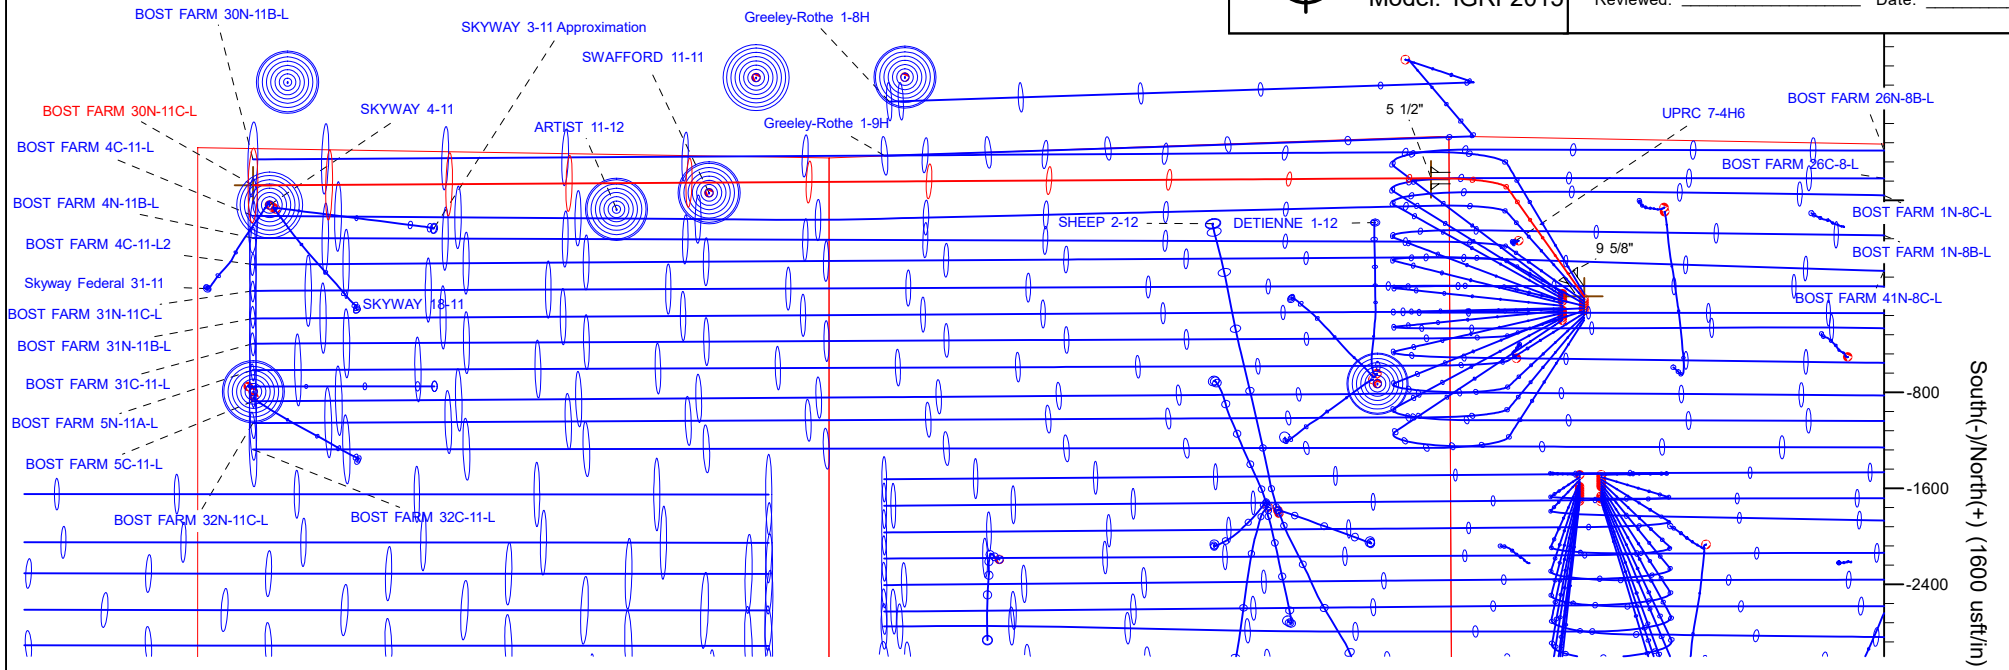 Model: IGRF2015
Reviewed: ____________________ Date: __________
BOST FARM 30N-11B-L
SKYWAY 3-11 Approximation
Greeley-Rothe 1-8H
SWAFFORD 11-11
BOST FARM 30N-11C-L
SKYWAY 4-11
ARTIST 11-12
Greeley-Rothe 1-9H
5 1/2"
UPRC 7-4H6
BOST FARM 26N-8B-L
BOST FARM 4C-11-L
BOST FARM 26C-8-L
BOST FARM 4N-11B-L
SHEEP 2-12
DETIENNE 1-12
BOST FARM 1N-8C-L
BOST FARM 4C-11-L2
9 5/8"
BOST FARM 1N-8B-L
Skyway Federal 31-11
SKYWAY 18-11
BOST FARM 41N-8C-L
BOST FARM 31N-11C-L
BOST FARM 31N-11B-L
BOST FARM 31C-11-L
-800
BOST FARM 5N-11A-L
BOST FARM 5C-11-L
-1600
BOST FARM 32N-11C-L
BOST FARM 32C-11-L
-2400
South(-)/North(+) (1600 usft/in)